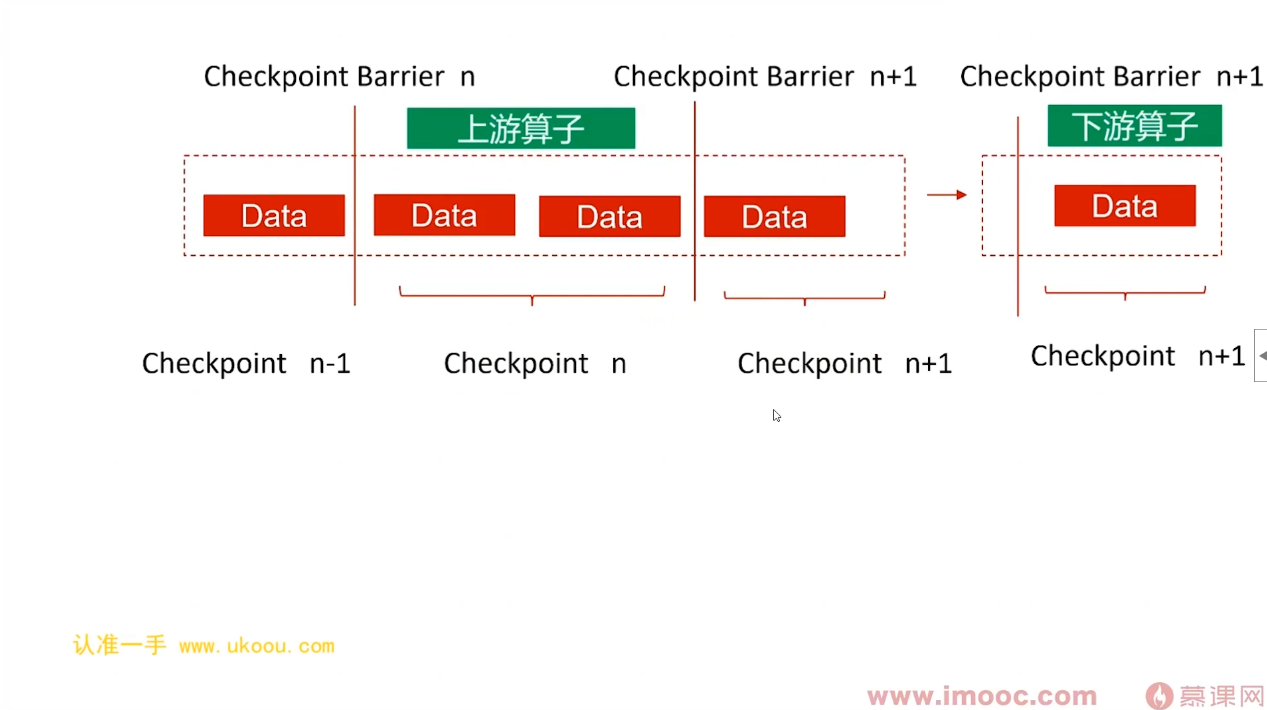 Checkpoint Barrier n
Checkpoint Barrier n+1
Checkpoint Barrier n+1
上游算子
下游算子
Data
Data
Data
Data
Data
Checkpoint n-1
Checkpoint n
Checkpoint n+1
Checkpoint n+1
认准一手 www.ukoou.com
www.imooc.com 慕课网